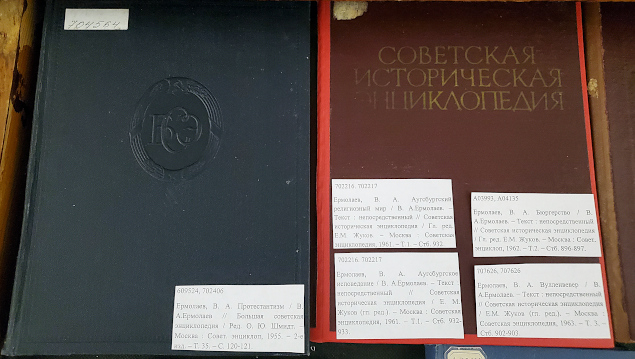 704564
БСЭ
689524, 702406
Ермолаев, В. А. Протестантизм / В.
А.Ермолаев // Большая советская
энциклопедия / Ред. О. Ю. Шмидт. -
Москва : Совет. энцикл., 1955. – 2-е
изд. – Т. 35. – С. 120-121.
СОВЕТСКАЯ
ИСТОРИЧЕСКАЯ
ЭНЦИКЛОПЕДИЯ
702216, 702217
Ермолаев, В. А. Аугсбургский
религиозный мир / В. А.Ермолаев. –
Текст : непосредственный // Советская
историческая энциклопедия / Гл. ред.
Е.М. Жуков. – Москва : Советская
энциклопедия, 1961. – Т.1. – Стб. 932
702216, 702217
Ермолаев, В. А. Аугсбургское
исповедание / В. А.Ермолаев. – Текст :
непосредственный // Советская
историческая энциклопедия / Е. М.
Жуков (гл. ред.). – Москва : Советская
энциклопедия, 1961. – Т.1. – Стб. 932-
933.
А03993, А04135
Ермолаев, В. А. Бюргерство / В.
А.Ермолаев. – Текст : непосредственный
// Советская историческая энциклопедия
/ Гл. ред. Е.М. Жуков. – Москва : Совет.
энцикл., 1962. – Т.2. – Стб. 896-897.
707626, 707626
Ермолаев, В. А. Вулленвевер / В.
А.Ермолаев. – Текст : непосредственный
// Советская историческая энциклопедия /
Е.М. Жуков (гл. ред.). – Москва :
Советская энциклопедия, 1963. – Т. 3. –
Стб. 902-903